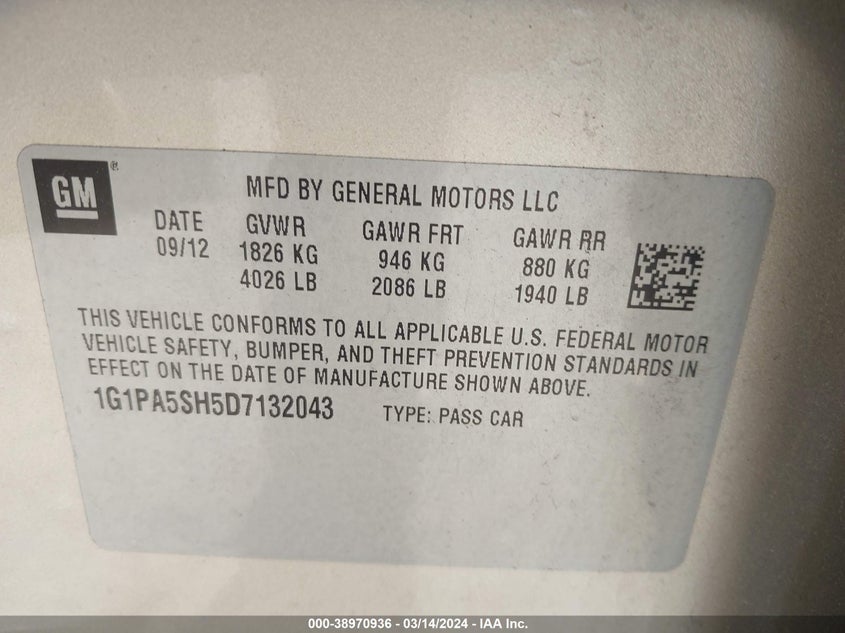 GM ®
MFD BY GENERAL MOTORS LLC
DATE GVWR GAWR FRT GAWR RR
09/12 1826 KG 946 KG 880 KG
4026 LB 2086 LB 1940 LB
THIS VEHICLE CONFORMS TO ALL APPLICABLE U.S. FEDERAL MOTOR
VEHICLE SAFETY, BUMPER, AND THEFT PREVENTION STANDARDS IN
EFFECT ON THE DATE OF MANUFACTURE SHOWN ABOVE.
1G1PA5SH5D7132043 TYPE: PASS CAR
000-38970936 - 03/14/2024 - IAA Inc.